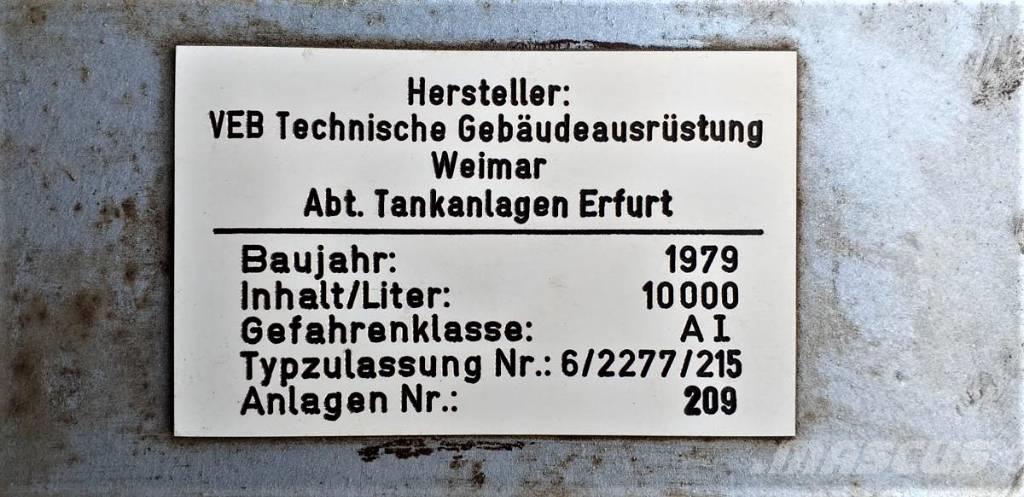 Hersteller:
VEB Technische Gebäudeausrüstung
Weimar
Abt. Tankanlagen Erfurt
Baujahr: 1979
Inhalt/Liter: 10000
Gefahrenklasse: A I
Typzulassung Nr.: 6/2277/215
Anlagen Nr.: 209
MASCUS